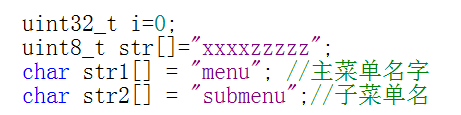 uint32_t i=0;
uint8_t str[]="xxxxzzzzz";
char str1[] = "menu"; //主菜单名字
char str2[] = "submenu";//子菜单名